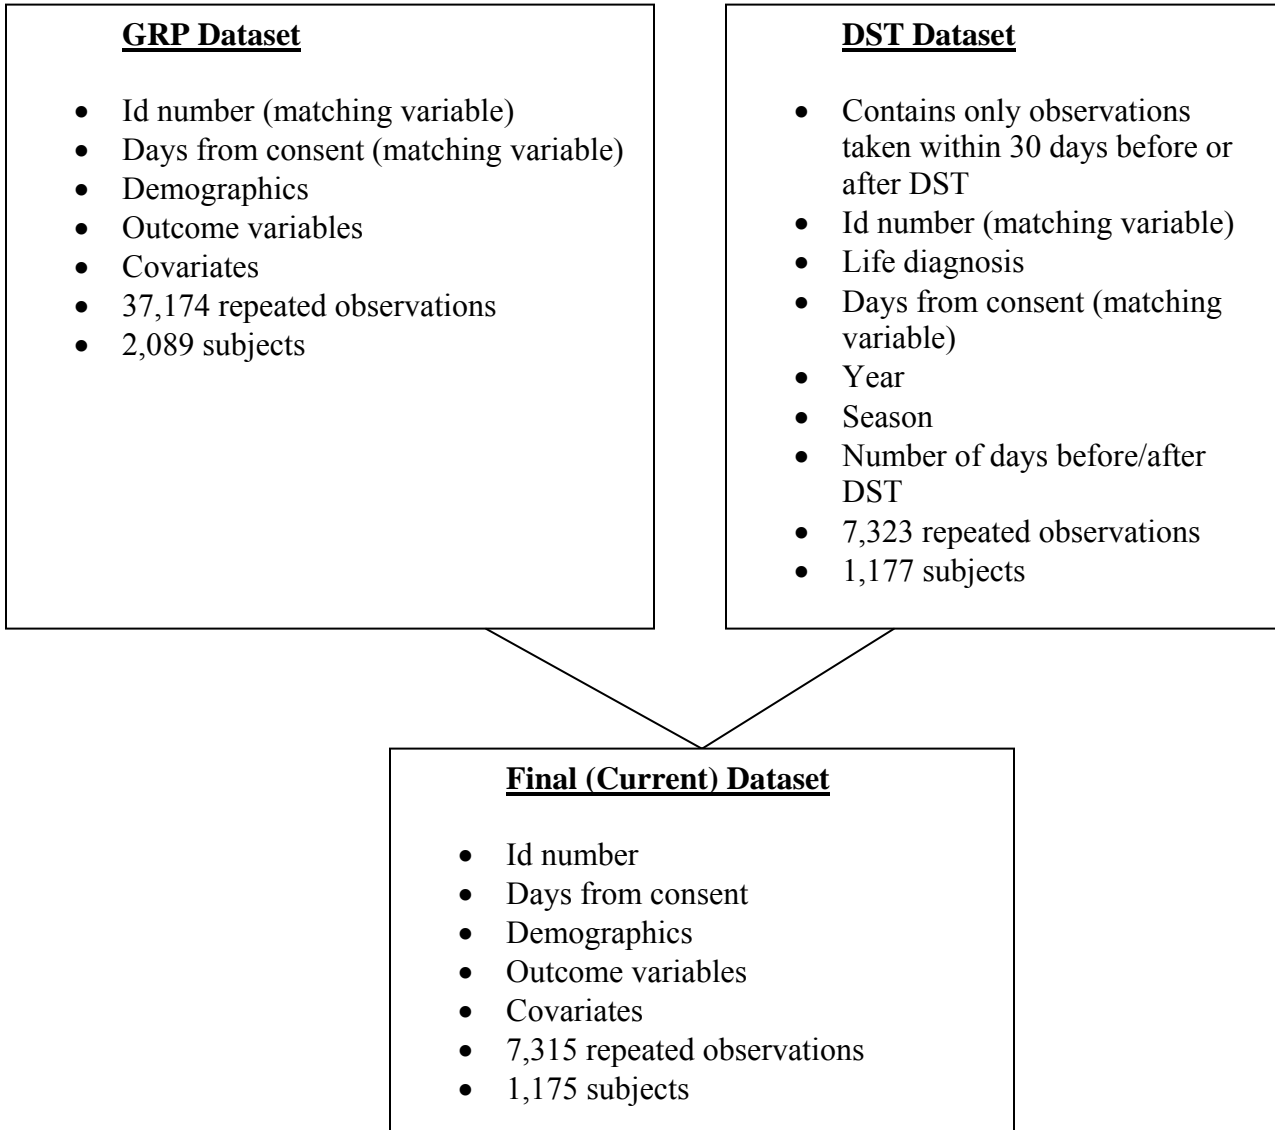 GRP Dataset
• Id number (matching variable)
• Days from consent (matching variable)
• Demographics
• Outcome variables
• Covariates
• 37,174 repeated observations
• 2,089 subjects
DST Dataset
• Contains only observations
taken within 30 days before or
after DST
• Id number (matching variable)
• Life diagnosis
• Days from consent (matching
variable)
• Year
• Season
• Number of days before/after
DST
• 7,323 repeated observations
• 1,177 subjects
Final (Current) Dataset
• Id number
• Days from consent
• Demographics
• Outcome variables
• Covariates
• 7,315 repeated observations
• 1,175 subjects